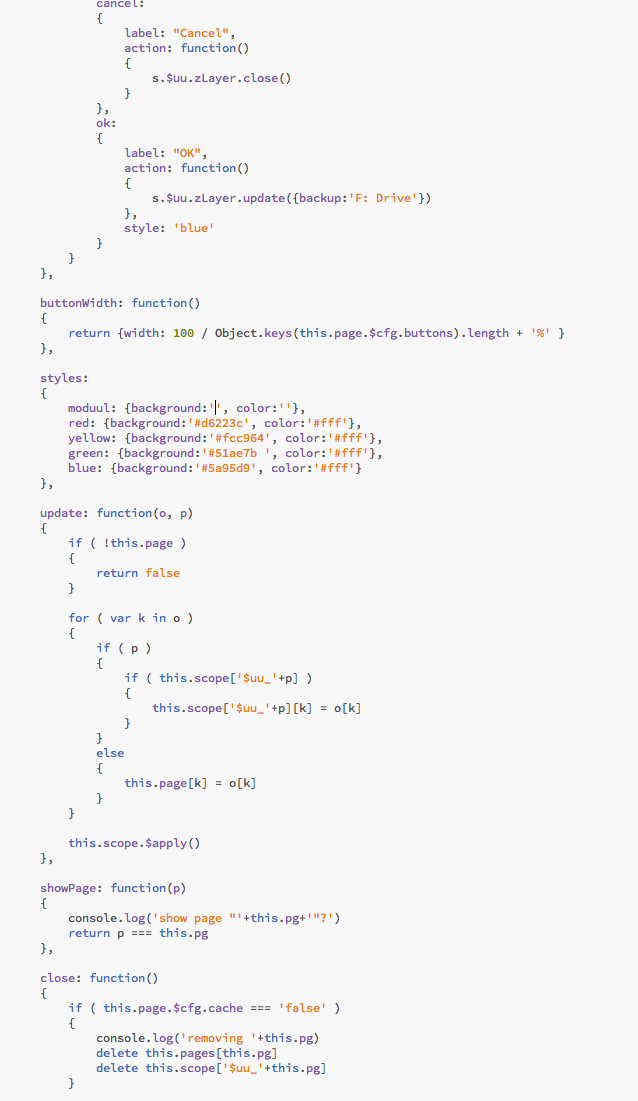 cancel:
{
label: "Cancel",
action: function()
{
s.$uu.zLayer.close()
}
},
ok:
{
label: "OK",
action: function()
{
s.$uu.zLayer.update({backup:'F: Drive'})
},
style: 'blue'
}
}
},
buttonWidth: function()
{
return {width: 100 / Object.keys(this.page.$cfg.buttons).length + '%' }
},
styles:
{
moduul: {background:'', color:''},
red: {background:'#d6223c', color:'#fff'},
yellow: {background:'#fcc964', color:'#fff'},
green: {background:'#51ae7b ', color:'#fff'},
blue: {background:'#5a95d9', color:'#fff'}
},
update: function(o, p)
{
if ( !this.page )
{
return false
}
for ( var k in o )
{
if ( p )
{
if ( this.scope['$uu_'+p] )
{
this.scope['$uu_'+p][k] = o[k]
}
}
else
{
this.page[k] = o[k]
}
}
this.scope.$apply()
},
showPage: function(p)
{
console.log('show page "'+this.pg+'"?')
return p === this.pg
},
close: function()
{
if ( this.page.$cfg.cache === 'false' )
{
console.log('removing '+this.pg)
delete this.pages[this.pg]
delete this.scope['$uu_'+this.pg]
}